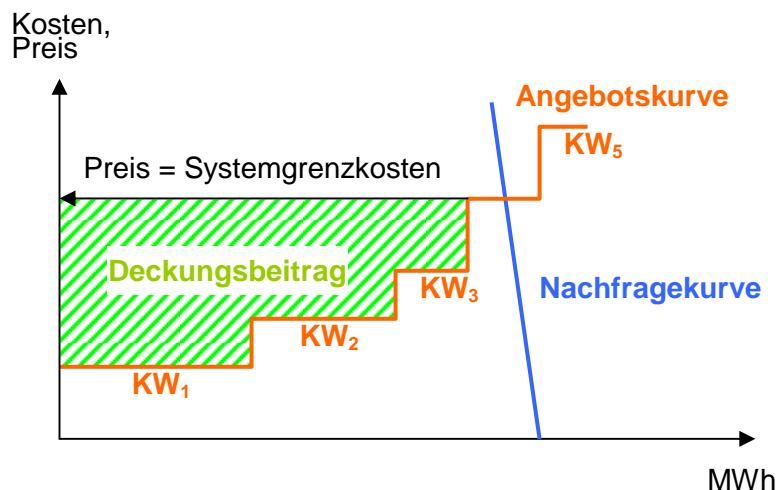 Kosten,
Preis
Angebotskurve
KW₅
Preis = Systemgrenzkosten
Deckungsbeitrag
KW₃
Nachfragekurve
KW₂
KW₁
MWh